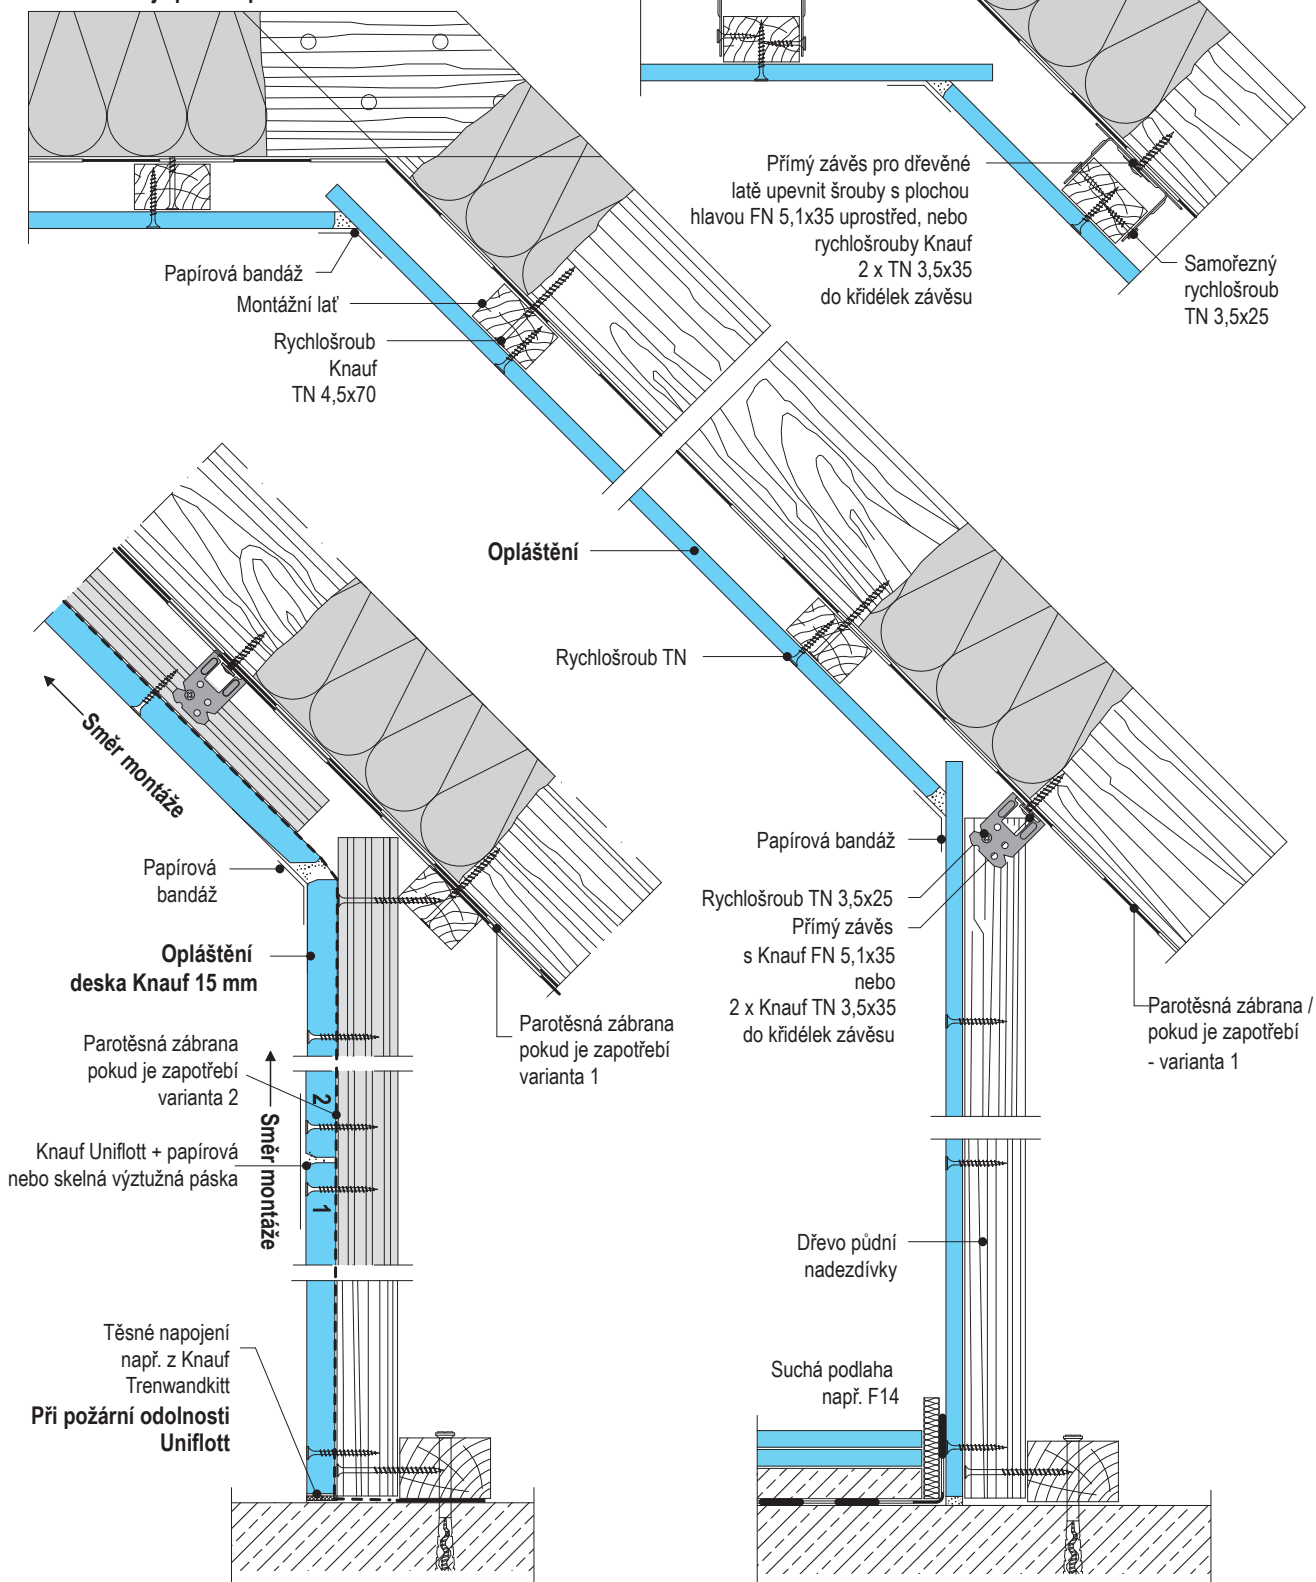 Přímý závěs pro dřevěné
latě upevnit šrouby s plochou
hlavou FN 5,1x35 uprostřed, nebo
rychlošrouby Knauf
2 x TN 3,5x35
do křidélek závěsu
Samořezný
rychlošroub
TN 3,5x25
Papírová bandáž
Montážní lať
Rychlošroub
Knauf
TN 4,5x70
Opláštění
Rychlošroub TN
Směr montáže
Papírová
bandáž
Opláštění
deska Knauf 15 mm
Parotěsná zábrana
pokud je zapotřebí
varianta 2
Knauf Uniflott + papírová
nebo skelná výztužná páska
2
1
Směr montáže
Parotěsná zábrana
pokud je zapotřebí
varianta 1
Těsné napojení
např. z Knauf
Trenwandkitt
Při požární odolnosti
Uniflott
Papírová bandáž
Rychlošroub TN 3,5x25
Přímý závěs
s Knauf FN 5,1x35
nebo
2 x Knauf TN 3,5x35
do křidélek závěsu
Parotěsná zábrana /
pokud je zapotřebí
- varianta 1
Dřevo půdní
nadezdívky
Suchá podlaha
např. F14